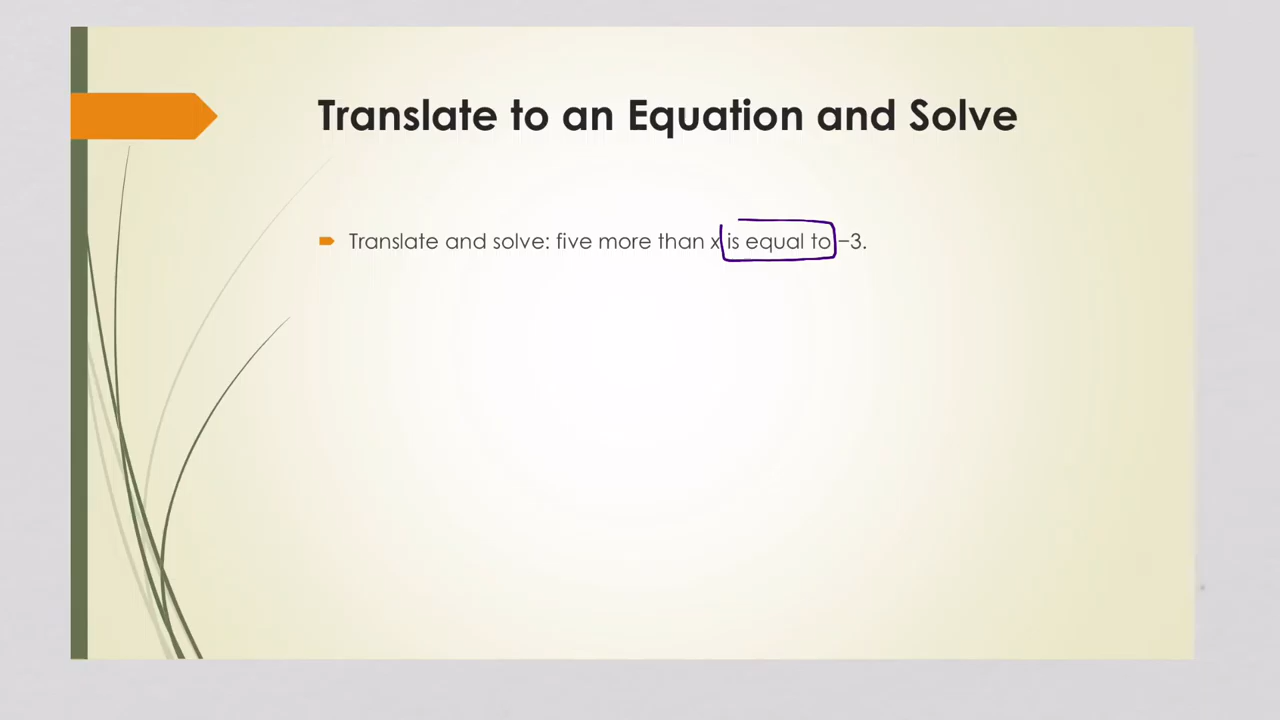 Translate to an Equation and Solve
Translate and solve: five more than x is equal to −3.